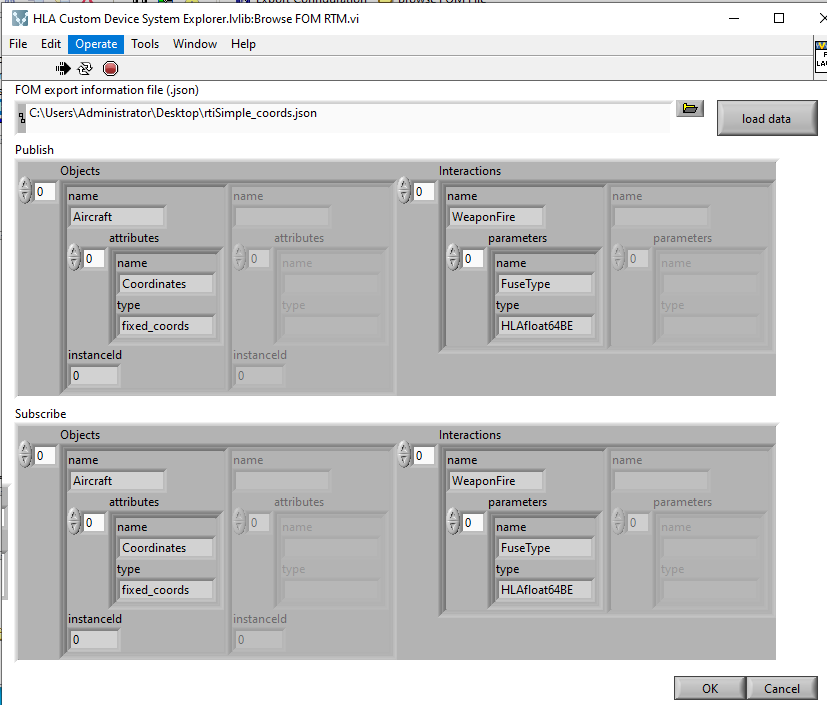 HLA Custom Device System Explorer.lvlib:Browse FOM RTM.vi
File Edit Operate Tools Window Help
FOM export information file (.json)
C:\Users\Administrator\Desktop\rtiSimple_coords.json
load data
Publish
Objects
0
name
Aircraft
attributes
0
name
Coordinates
type
fixed_coords
instanceId
0
name
attributes
0
name
type
instanceId
0
Interactions
0
name
WeaponFire
parameters
0
name
FuseType
type
HLAfloat64BE
name
parameters
0
name
type
Subscribe
Objects
0
name
Aircraft
attributes
0
name
Coordinates
type
fixed_coords
instanceId
0
name
attributes
0
name
type
instanceId
0
Interactions
0
name
WeaponFire
parameters
0
name
FuseType
type
HLAfloat64BE
name
parameters
0
name
type
OK
Cancel